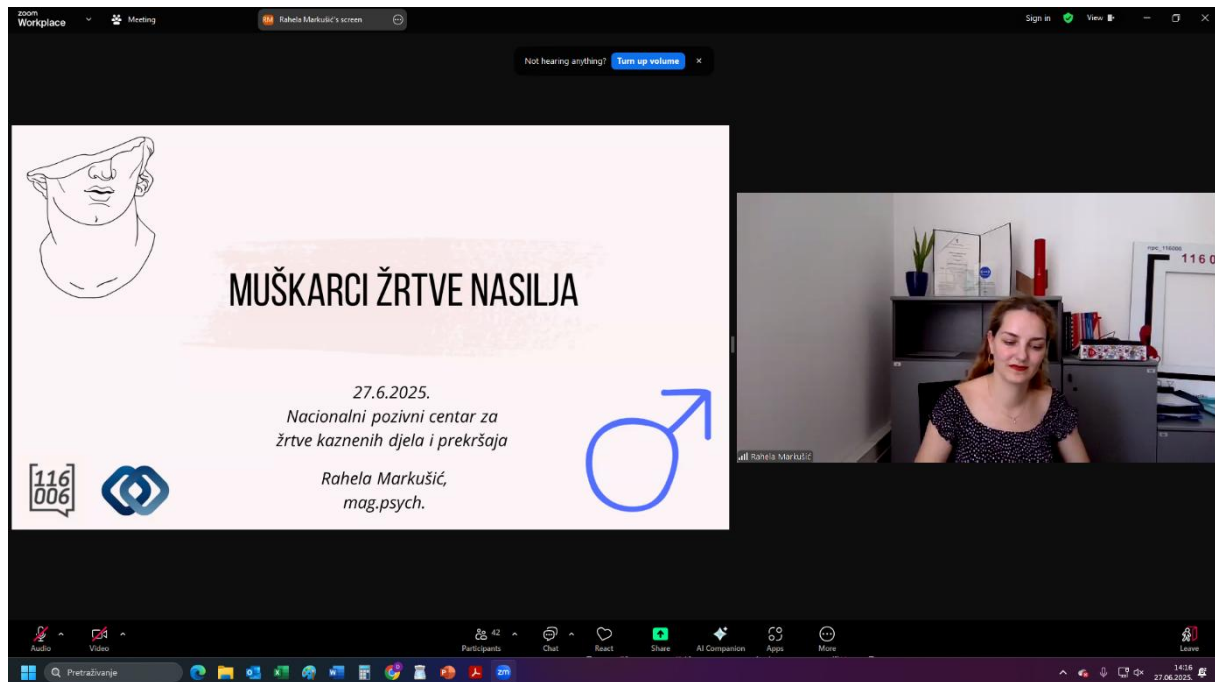 zoom
Workplace
Meeting
RM Rahela Markušić's screen
Sign in
View
Not hearing anything? Turn up volume
MUŠKARCI ŽRTVE NASILJA
27.6.2025.
Nacionalni pozivni centar za
žrtve kaznenih djela i prekršaja
Rahela Markušić,
mag.psych.
116
006
1160
Rahela Markušić
Audio
Video
42
Participants
Chat
React
Share
AI Companion
Apps
More
Leave
Pretraživanje
zm
14:16
27.06.2025.